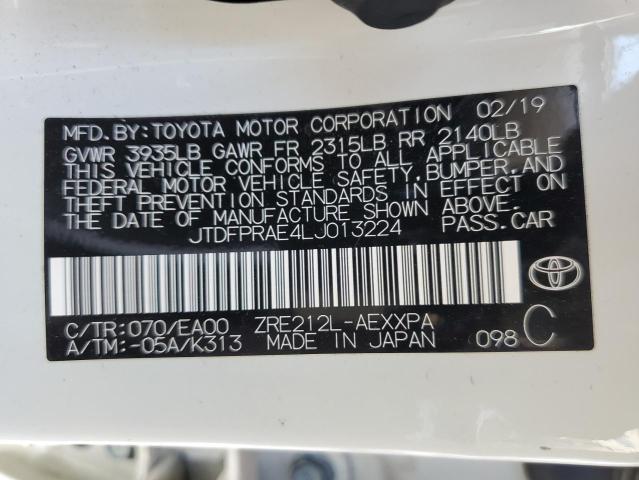 MFD. BY: TOYOTA MOTOR CORPORATION 02/19
GVWR 3935LB GAWR FR 2315LB RR 2140LB
THIS VEHICLE CONFORMS TO ALL APPLICABLE
FEDERAL MOTOR VEHICLE SAFETY, BUMPER, AND
THEFT PREVENTION STANDARDS IN EFFECT ON
THE DATE OF MANUFACTURE SHOWN ABOVE.
JTDFPRAE4LJ013224 PASS. CAR
C/TR: 070/EA00 ZRE212L-AEXXPA
A/TM: -05A/K313 MADE IN JAPAN 098 C